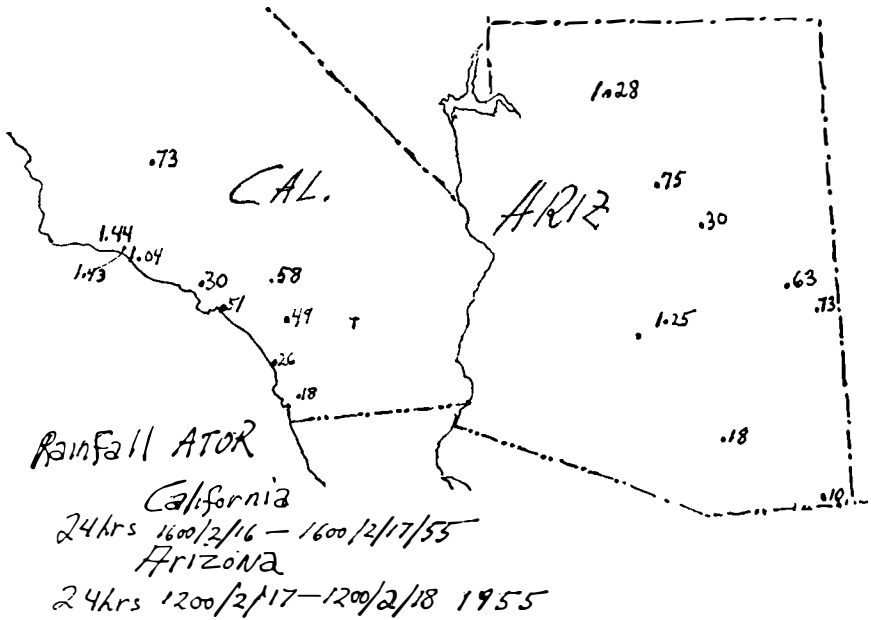 1.28
.73
.75
CAL.
ARIZ
.30
1.44
1.04
1.43
.30
.58
.63
.51
.49
T
1.25
.73
.26
.18
.18
Rainfall ATOR
.10
California
24hrs 1600/2/16 — 1600/2/17/55
Arizona
24hrs 1200/2/17—1200/2/18 1955